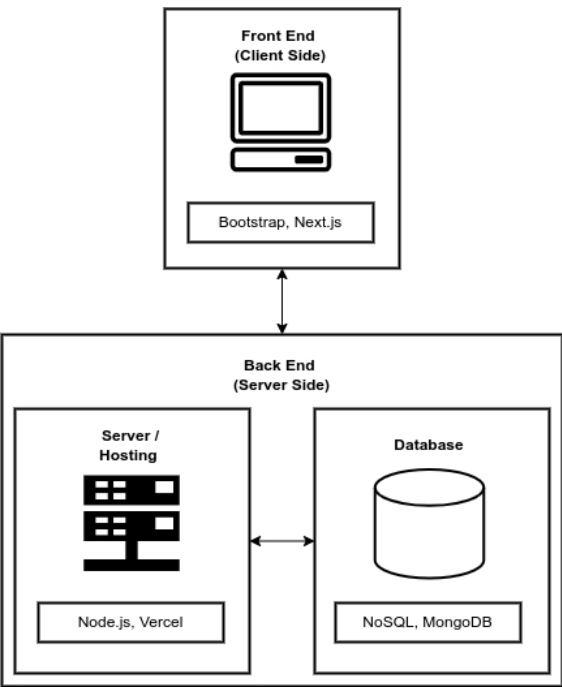 Front End
(Client Side)
Bootstrap, Next.js
Back End
(Server Side)
Server /
Hosting
Node.js, Vercel
Database
NoSQL, MongoDB